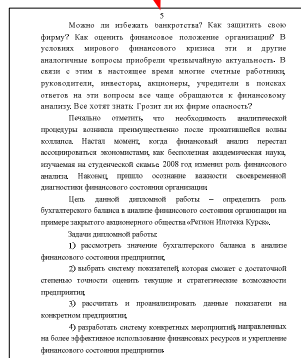 5
Можно ли избежать банкротства? Как защитить свою
фирму? Как оценить финансовое положение организаций? В
условиях мирового финансового кризиса эти и другие
аналогичные вопросы приобрели чрезвычайную актуальность. В
связи с этим в настоящее время многие счетные работники,
руководители, инвесторы, акционеры, учредители в поисках
ответов на эти вопросы все чаще обращаются к финансовому
анализу. Все хотят знать: Грозит ли их фирме опасность?
Печально отметить, что необходимость аналитической
процедуры возникла преимущественно после прокатившейся волны
коллапса. Настал момент, когда финансовый анализ перестал
ассоциироваться экономистами, как бесполезная академическая наука,
изучаемая на студенческой скамье. 2008 год изменил роль финансового
анализа. Наконец, пришло осознание важности своевременной
диагностики финансового состояния организации.
Цель данной дипломной работы – определить роль
бухгалтерского баланса в анализе финансового состояния организации на
примере закрытого акционерного общества «Регион Ипотека Курск».
Задачи дипломной работы:
1) рассмотреть значение бухгалтерского баланса в анализе
финансового состояния предприятия;
2) выбрать систему показателей, которая сможет с достаточной
степенью точности оценить текущие и стратегические возможности
предприятия;
3) рассчитать и проанализировать данные показатели на
конкретном предприятии;
4) разработать систему конкретных мероприятий, направленных
на более эффективное использование финансовых ресурсов и укрепление
финансового состояния предприятия.